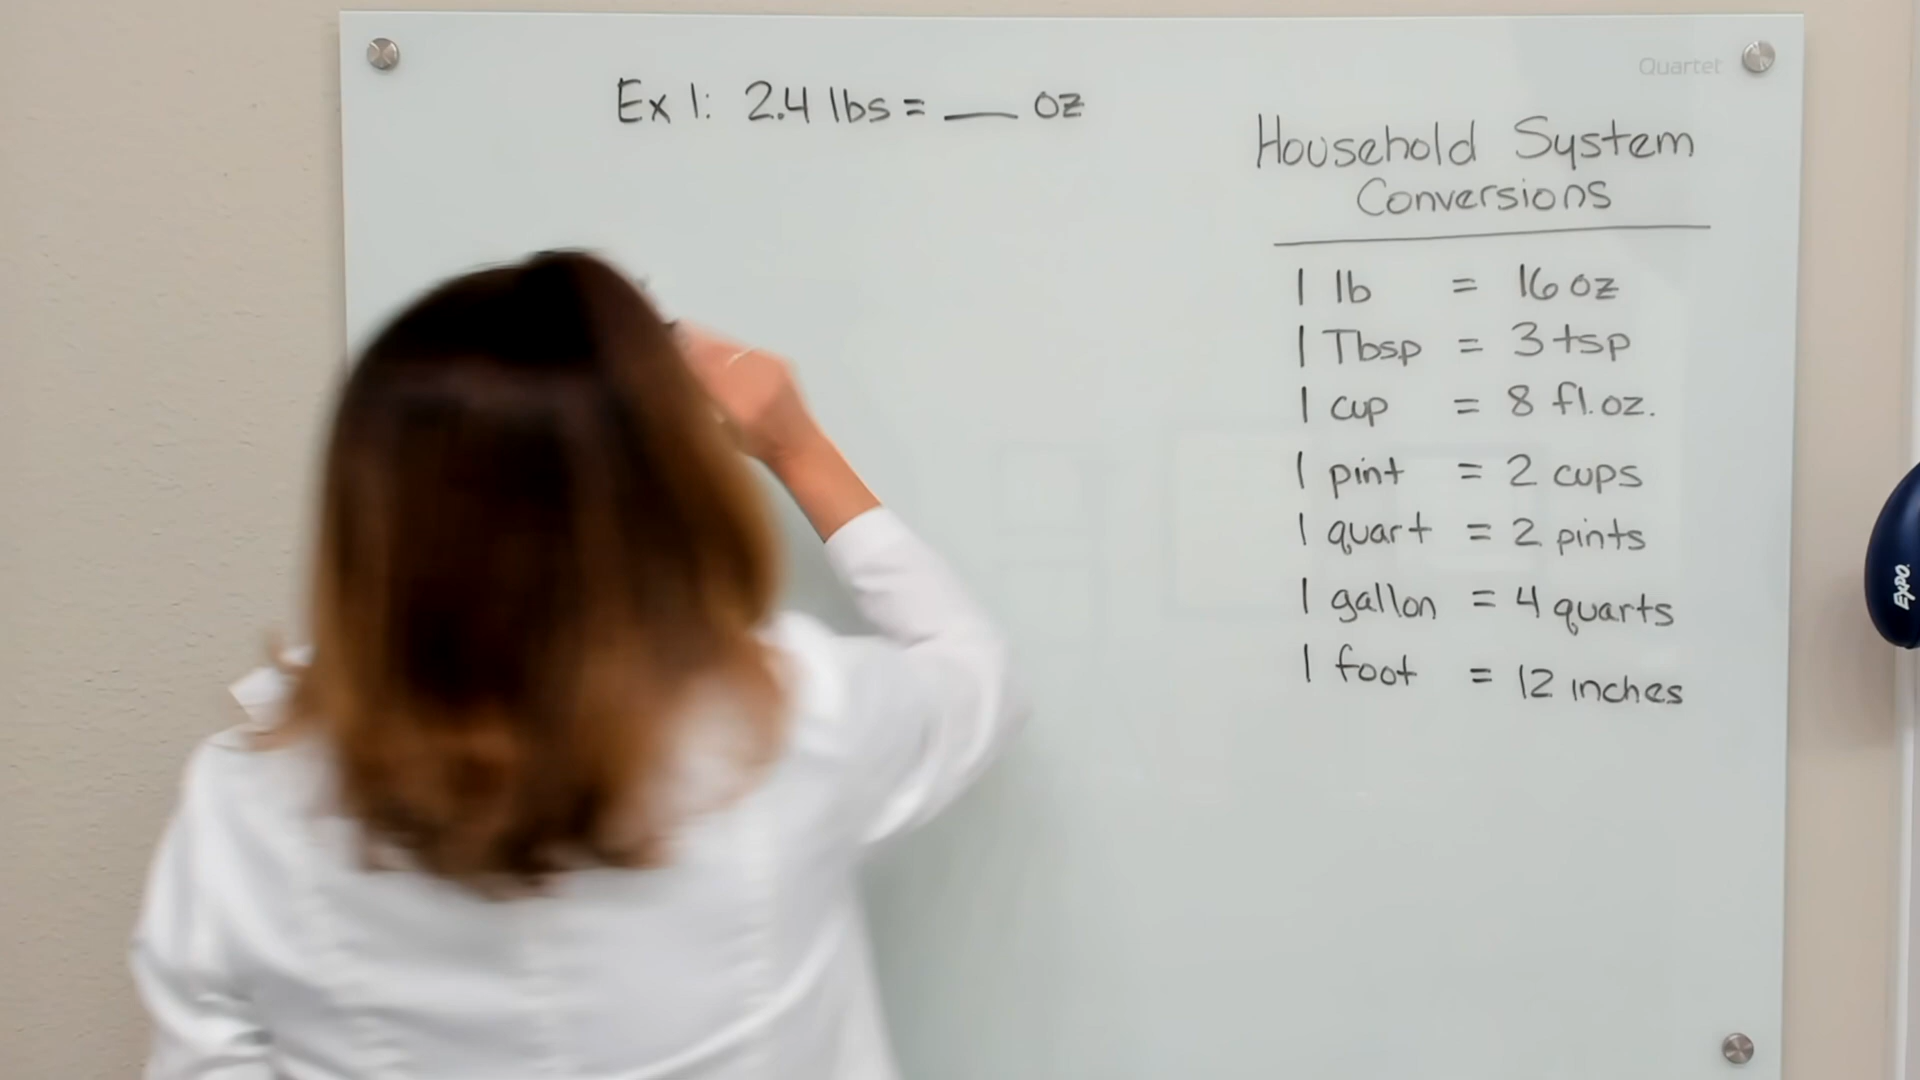 Ex 1: 2.4 lbs = __ oz
Quartet
Household System
Conversions
1 lb = 16 oz
1 Tbsp = 3 tsp
1 cup = 8 fl. oz.
1 pint = 2 cups
1 quart = 2 pints
1 gallon = 4 quarts
1 foot = 12 inches
EXPO